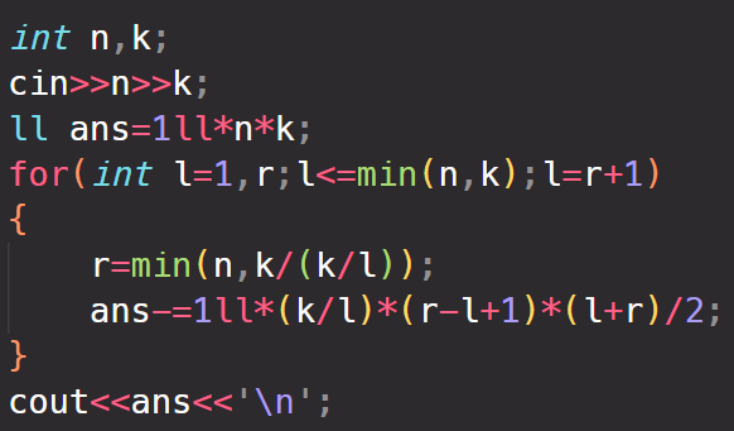 int n,k;
cin>>n>>k;
ll ans=1ll*n*k;
for(int l=1,r;l<=min(n,k);l=r+1)
{
    r=min(n,k/(k/l));
    ans-=1ll*(k/l)*(r-l+1)*(l+r)/2;
}
cout<<ans<<'\n';